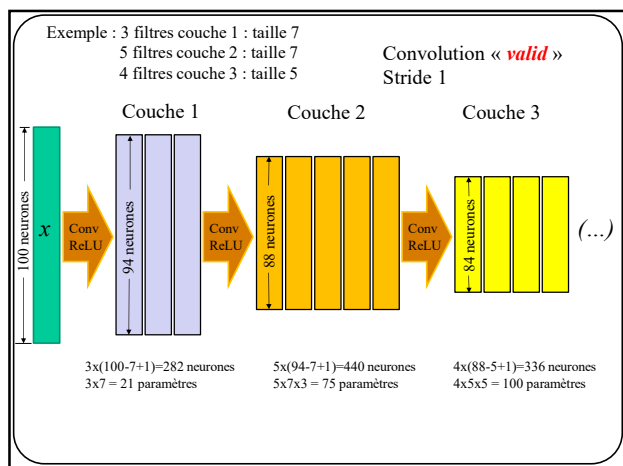 Exemple : 3 filtres couche 1 : taille 7
5 filtres couche 2 : taille 7
4 filtres couche 3 : taille 5
Convolution « valid »
Stride 1
Couche 1
Couche 2
Couche 3
100 neurones
x
Conv
ReLU
94 neurones
Conv
ReLU
88 neurones
Conv
ReLU
84 neurones
(...)
3x(100-7+1)=282 neurones
3x7 = 21 paramètres
5x(94-7+1)=440 neurones
5x7x3 = 75 paramètres
4x(88-5+1)=336 neurones
4x5x5 = 100 paramètres